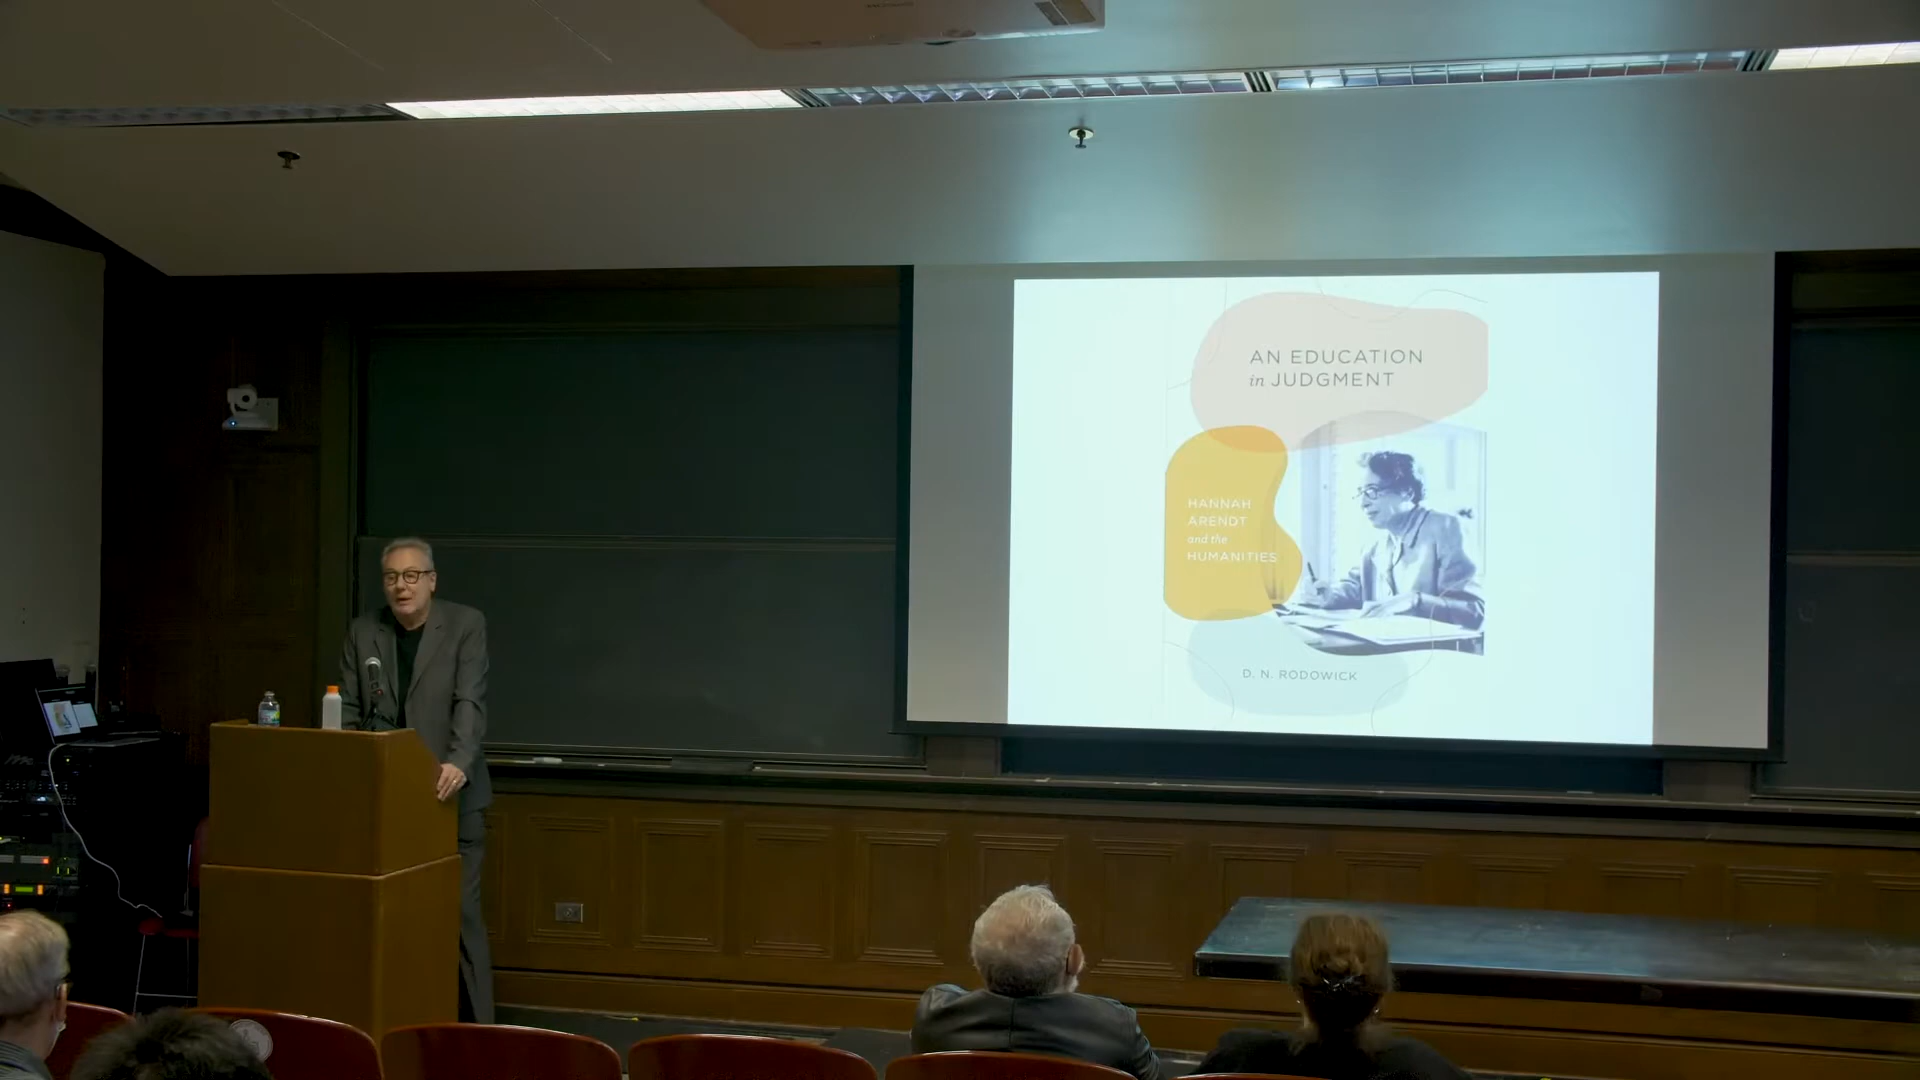 AN EDUCATION
in JUDGMENT
HANNAH
ARENDT
and the
HUMANITIES
D. N. RODOWICK